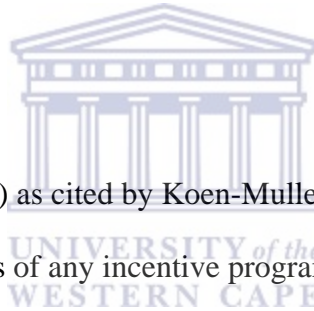 ) as cited by Koen-Mulle
UNIVERSITY of the
s of any incentive progra
WESTERN CAPE